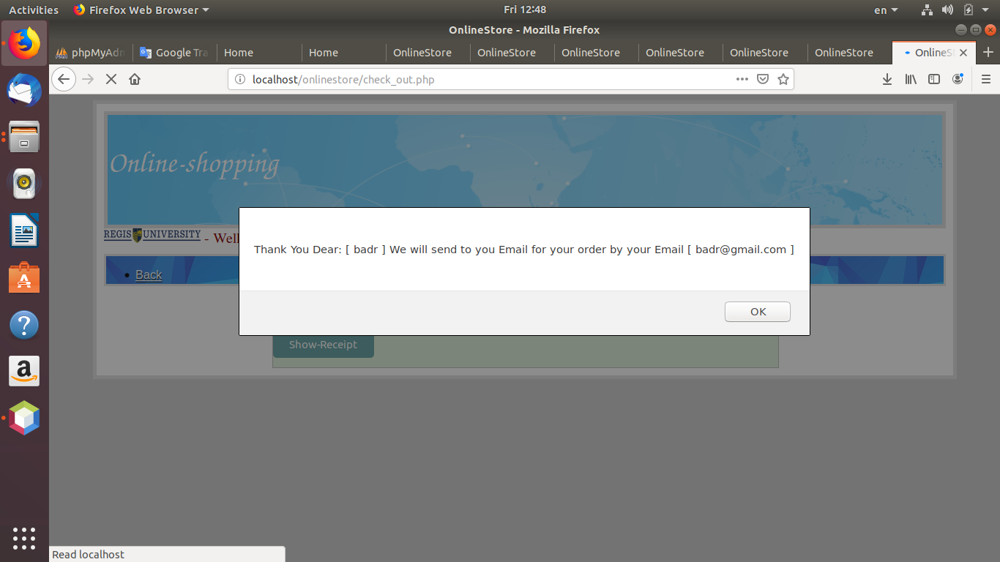 Activities Firefox Web Browser Fri 12:48 en
OnlineStore - Mozilla Firefox
phpMyAdm Google Tra Home Home OnlineStore OnlineStore OnlineStore OnlineStore OnlineStore OnlineStore OnlineS
localhost/onlinestore/check_out.php
Online-shopping
REGIS UNIVERSITY - Well
Thank You Dear: [ badr ] We will send to you Email for your order by your Email [ badr@gmail.com ]
Back
OK
Show-Receipt
Read localhost